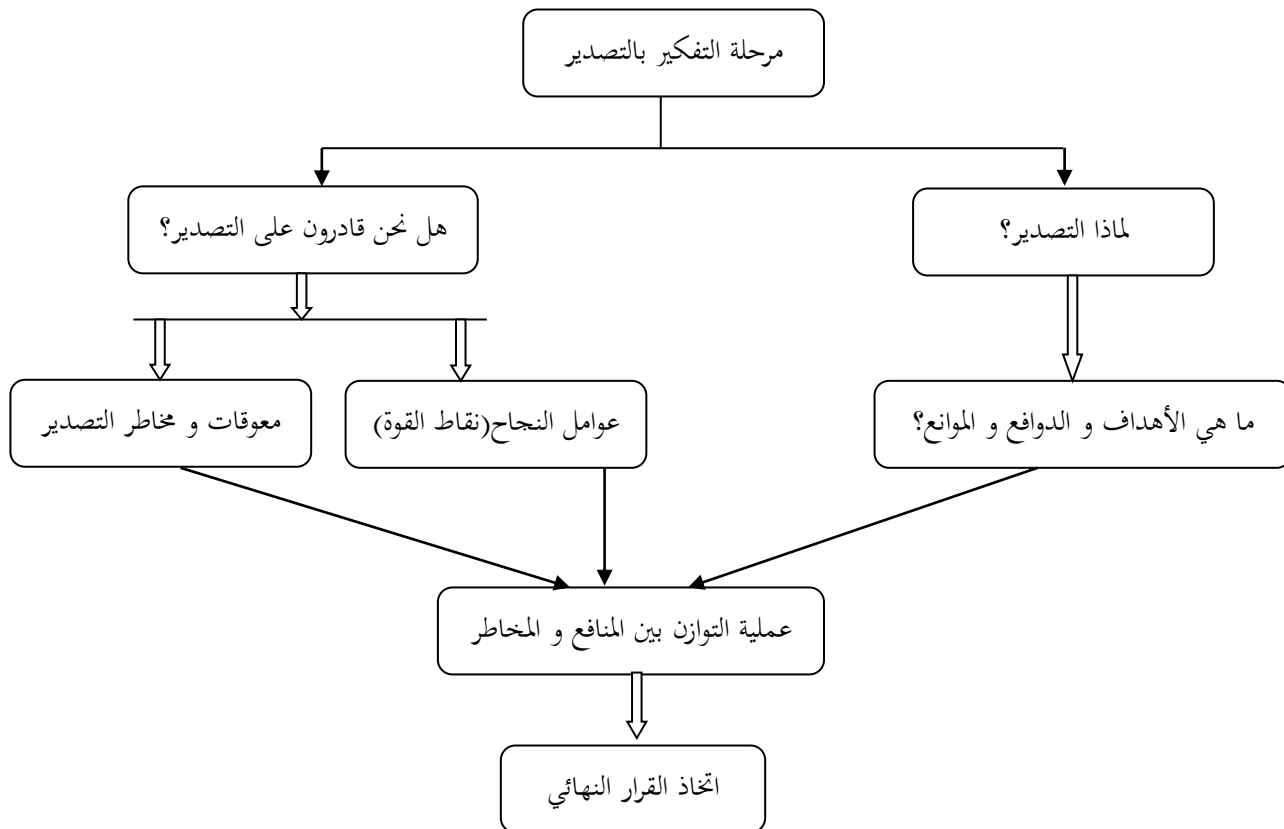 مرحلة التفكير بالتصدير
لماذا التصدير؟
هل نحن قادرون على التصدير؟
ما هي الأهداف و الدوافع و الموانع؟
عوامل النجاح(نقاط القوة)
معوقات و مخاطر التصدير
عملية التوازن بين المنافع و المخاطر
اتخاذ القرار النهائي